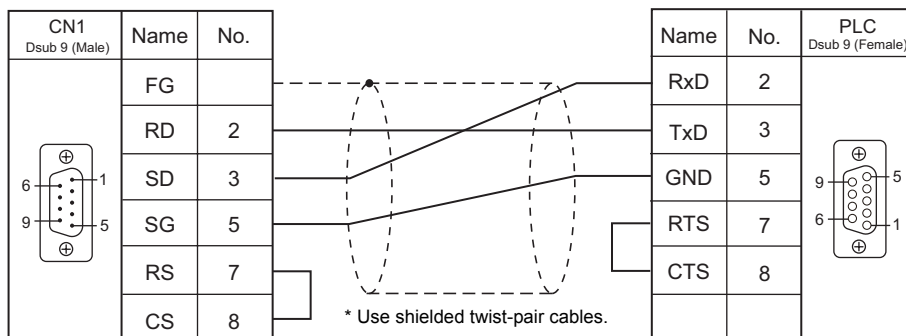 CN1
Dsub 9 (Male)
Name No.
FG
RD 2
SD 3
SG 5
RS 7
CS 8
6 1
9 5
* Use shielded twist-pair cables.
Name No.
PLC
Dsub 9 (Female)
RxD 2
TxD 3
GND 5
RTS 7
CTS 8
9 5
6 1